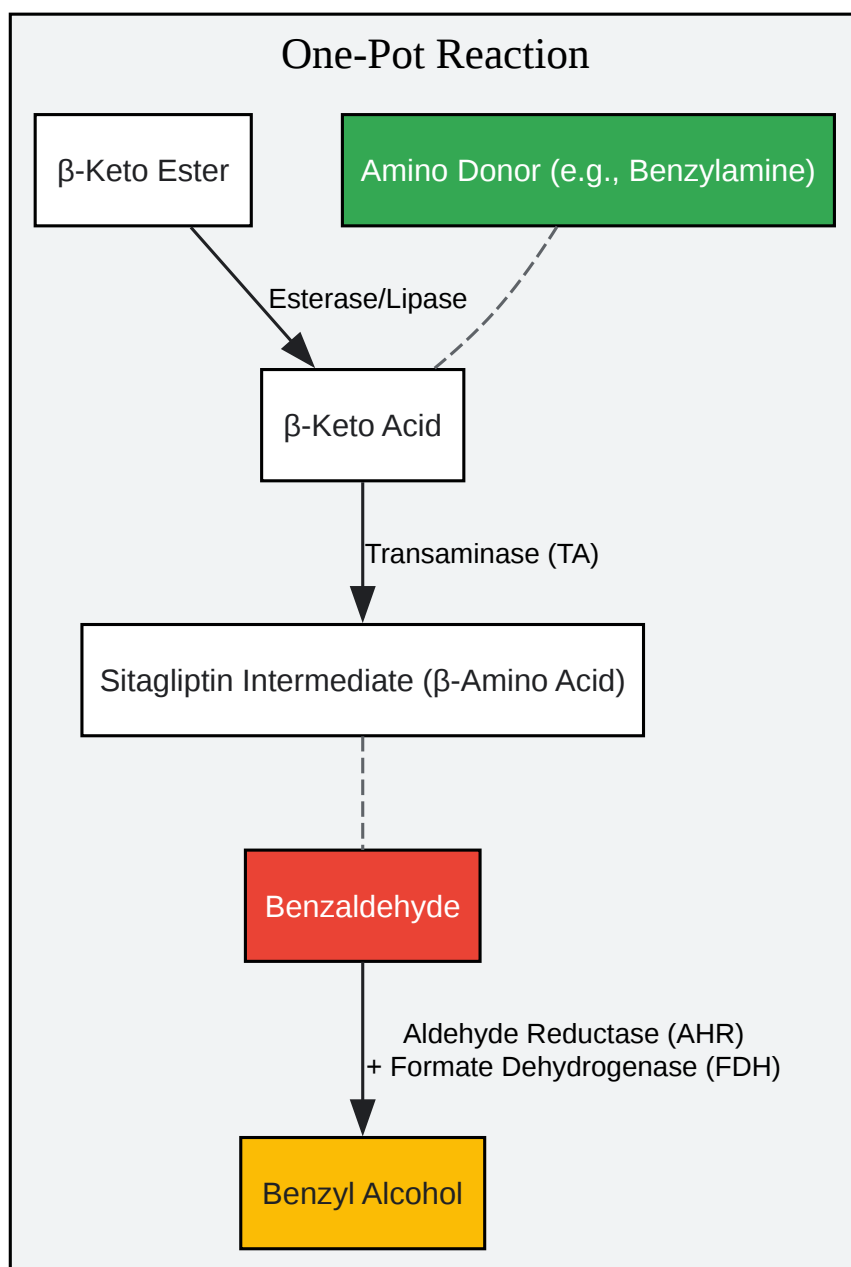 One-Pot Reaction
β-Keto Ester
Amino Donor (e.g., Benzylamine)
Esterase/Lipase
β-Keto Acid
Transaminase (TA)
Sitagliptin Intermediate (β-Amino Acid)
Benzaldehyde
Aldehyde Reductase (AHR)
+ Formate Dehydrogenase (FDH)
Benzyl Alcohol